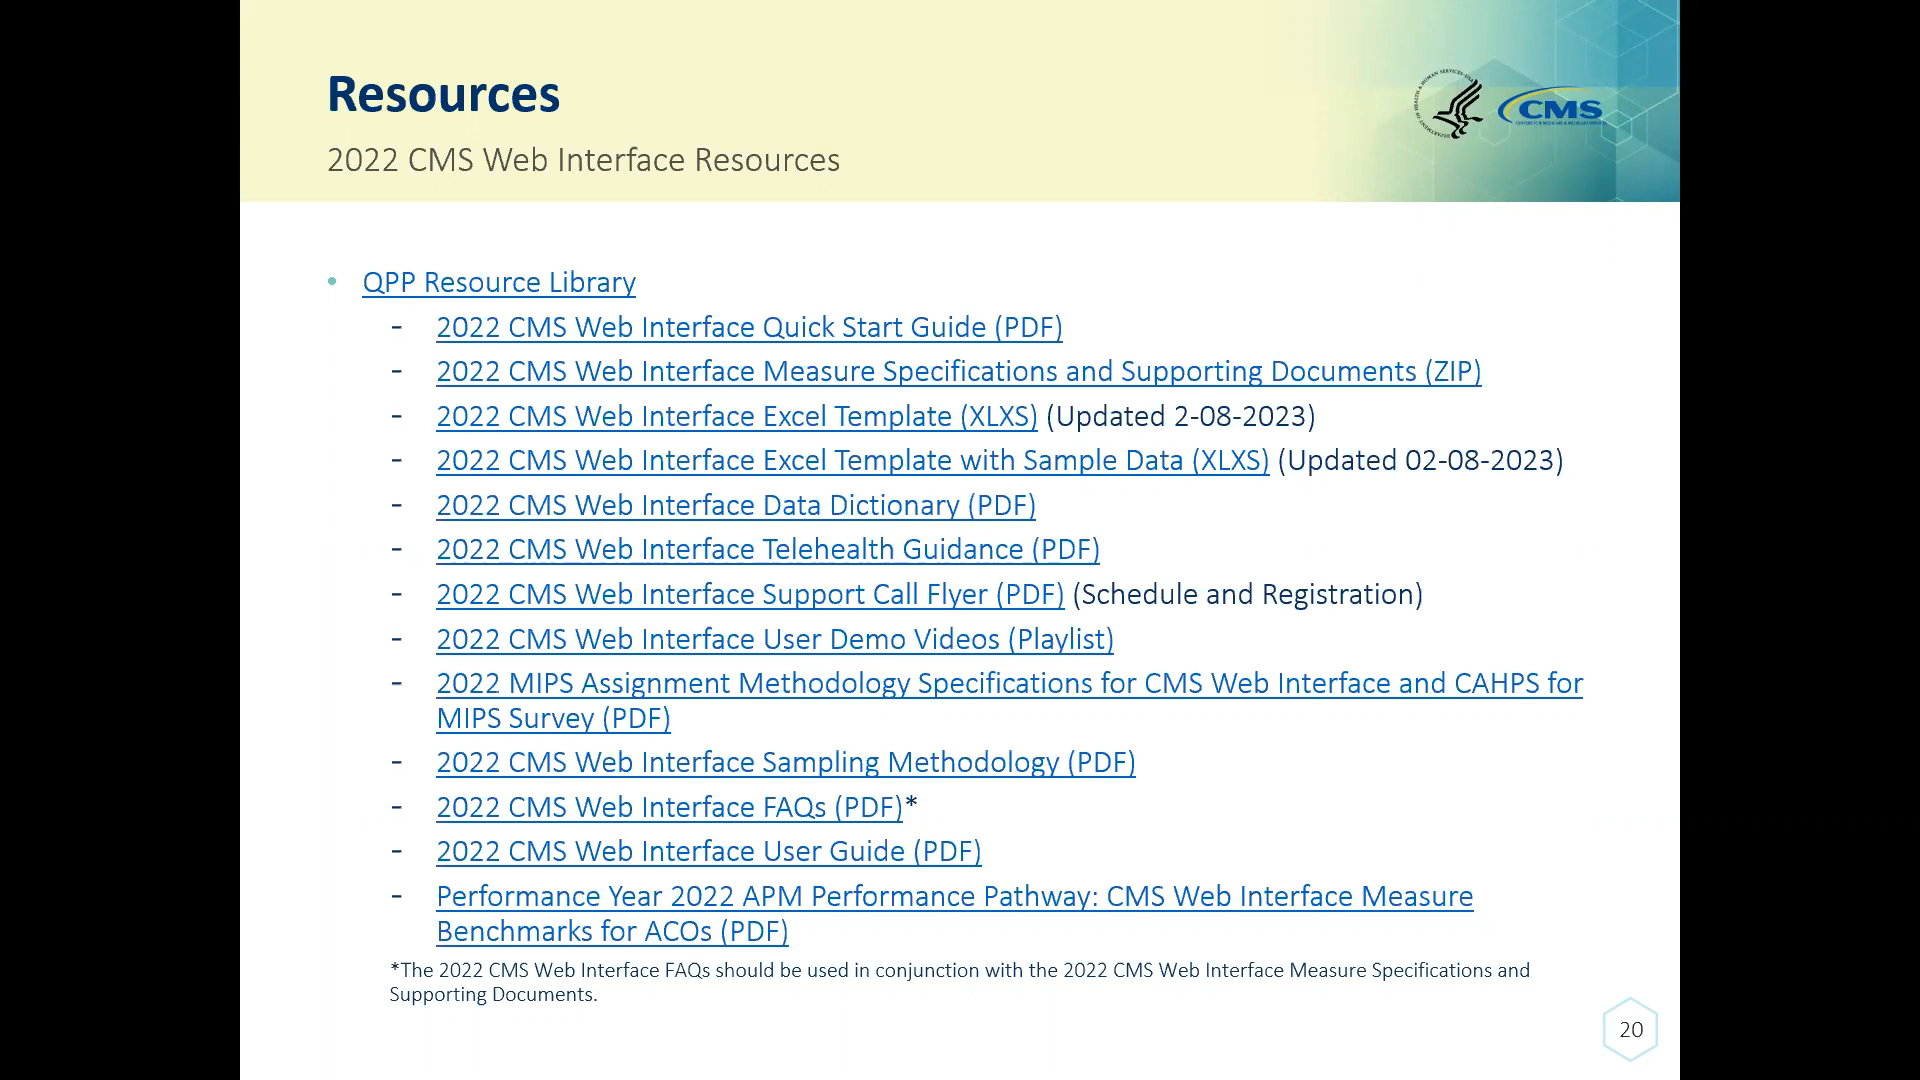 Resources
2022 CMS Web Interface Resources
CMS
• QPP Resource Library
- 2022 CMS Web Interface Quick Start Guide (PDF)
- 2022 CMS Web Interface Measure Specifications and Supporting Documents (ZIP)
- 2022 CMS Web Interface Excel Template (XLXS) (Updated 2-08-2023)
- 2022 CMS Web Interface Excel Template with Sample Data (XLXS) (Updated 02-08-2023)
- 2022 CMS Web Interface Data Dictionary (PDF)
- 2022 CMS Web Interface Telehealth Guidance (PDF)
- 2022 CMS Web Interface Support Call Flyer (PDF) (Schedule and Registration)
- 2022 CMS Web Interface User Demo Videos (Playlist)
- 2022 MIPS Assignment Methodology Specifications for CMS Web Interface and CAHPS for
MIPS Survey (PDF)
- 2022 CMS Web Interface Sampling Methodology (PDF)
- 2022 CMS Web Interface FAQs (PDF)*
- 2022 CMS Web Interface User Guide (PDF)
- Performance Year 2022 APM Performance Pathway: CMS Web Interface Measure
Benchmarks for ACOs (PDF)
*The 2022 CMS Web Interface FAQs should be used in conjunction with the 2022 CMS Web Interface Measure Specifications and
Supporting Documents.
20